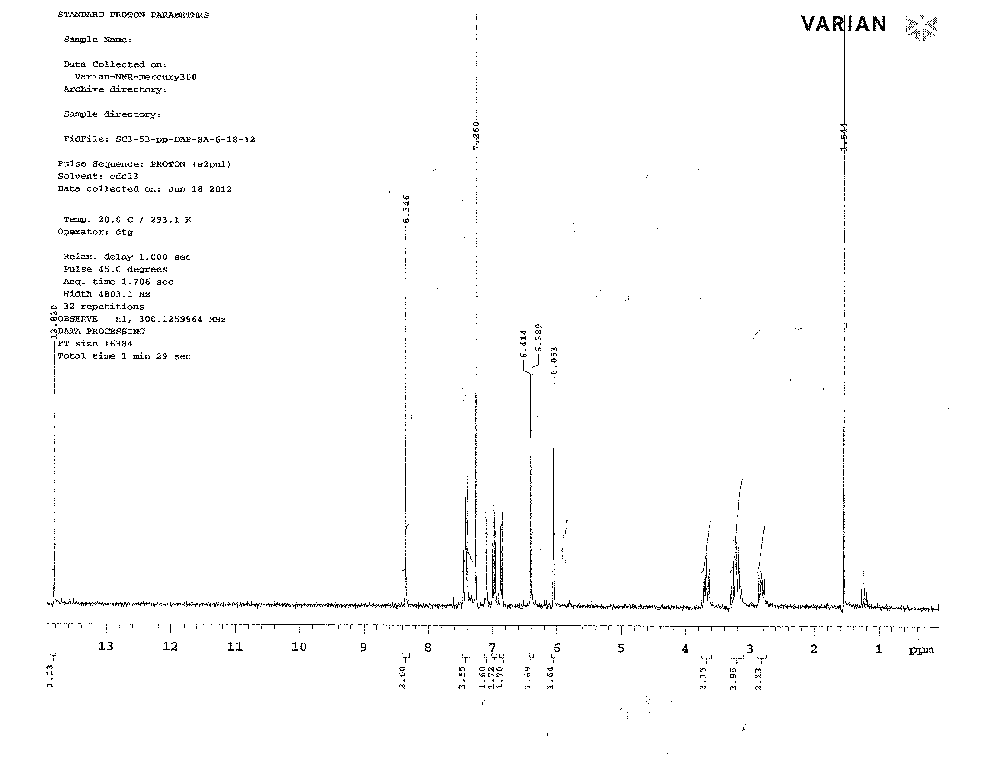 STANDARD PROTON PARAMETERS
VARIAN
Sample Name:
Data Collected on:
Varian-NMR-mercury300
Archive directory:
Sample directory:
FidFile: SC3-53-pp-DAP-SA-6-18-12
Pulse Sequence: PROTON (s2pul)
Solvent: cdcl3
Data collected on: Jun 18 2012
Temp. 20.0 C / 293.1 K
Operator: dtg
Relax. delay 1.000 sec
Pulse 45.0 degrees
Acq. time 1.706 sec
Width 4803.1 Hz
32 repetitions
OBSERVE H1, 300.1259964 MHz
DATA PROCESSING
FT size 16384
Total time 1 min 29 sec
13.820
8.346
7.260
6.414
6.389
6.053
1.544
13 12 11 10 9 8 7 6 5 4 3 2 1 ppm
1.13
2.00
3.55
1.60
1.72
1.70
1.69
1.64
2.15
3.95
2.13